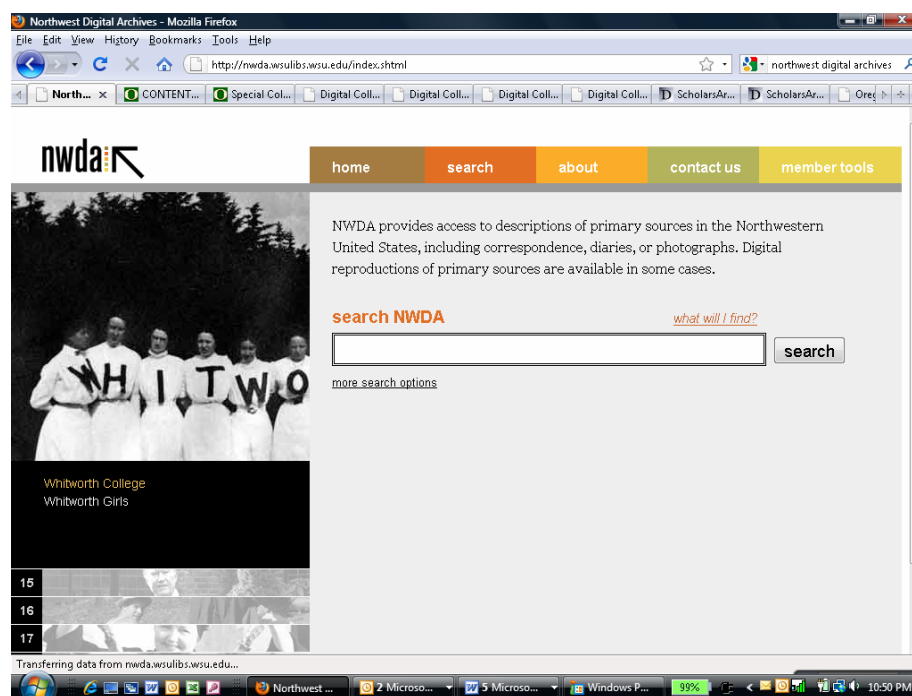 Northwest Digital Archives - Mozilla Firefox
File Edit View History Bookmarks Tools Help
http://nwda.wsulibs.wsu.edu/index.shtml
northwest digital archives
North... CONTENT... Special Col... Digital Coll... Digital Coll... Digital Coll... Digital Coll... ScholarsAr... ScholarsAr...
nwda
home search about contact us member tools
NWDA provides access to descriptions of primary sources in the Northwestern
United States, including correspondence, diaries, or photographs. Digital
reproductions of primary sources are available in some cases.
search NWDA what will I find?
search
more search options
WHITWO
Whitworth College
Whitworth Girls
15
16
17
Transferring data from nwda.wsulibs.wsu.edu...
Northwest ... 2 Microso... 5 Microso... Windows P... 99% 10:50 PM